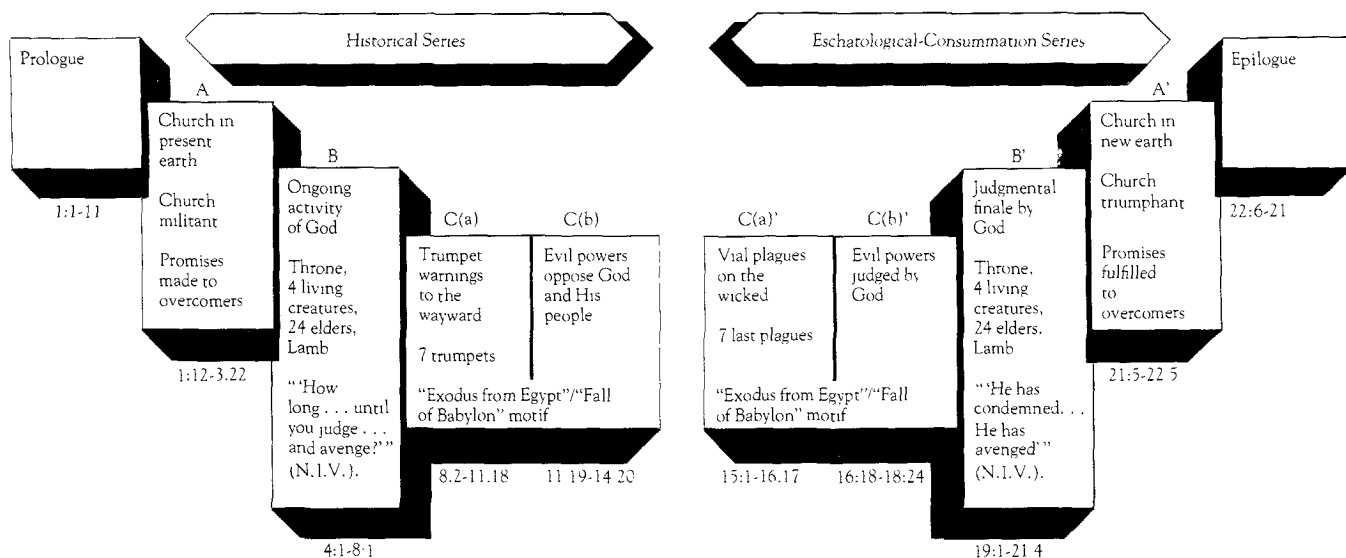 Historical Series
Eschatological-Consummation Series
Prologue
1:1-11
A
Church in
present
earth
Church
militant
Promises
made to
overcomers
1:12-3.22
B
Ongoing
activity
of God
Throne,
4 living
creatures,
24 elders,
Lamb
“ ‘How
long . . . until
you judge . . .
and avenge?’ ”
(N.I.V.).
4:1-8·1
C(a)
Trumpet
warnings
to the
wayward
7 trumpets
8.2-11.18
C(b)
Evil powers
oppose God
and His
people
11 19-14 20
“Exodus from Egypt”/“Fall
of Babylon” motif
C(a)'
Vial plagues
on the
wicked
7 last plagues
15:1-16.17
C(b)'
Evil powers
judged by
God
16:18-18:24
“Exodus from Egypt”/“Fall
of Babylon” motif
B'
Judgmental
finale by
God
Throne,
4 living
creatures,
24 elders.
Lamb
“ ‘He has
condemned. . .
He has
avenged’ ”
(N.I.V.).
19:1-21 4
A'
Church in
new earth
Church
triumphant
Promises
fulfilled
to
overcomers
21:5-22 5
Epilogue
22:6-21